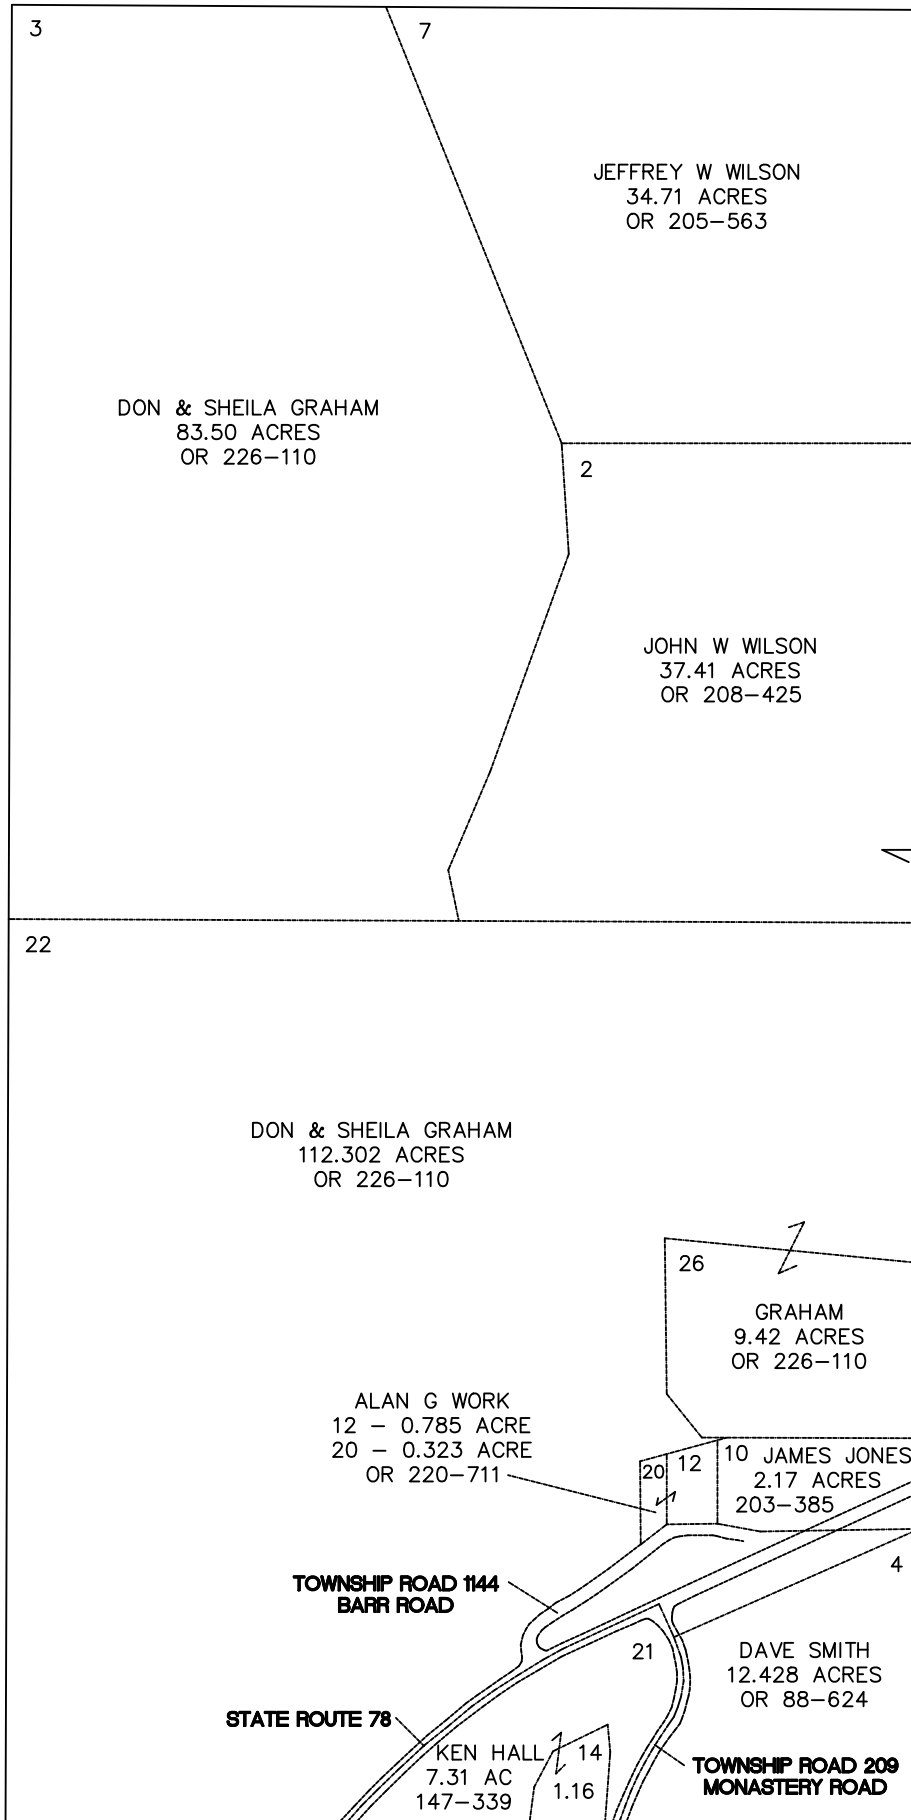 3
7
JEFFREY W WILSON
34.71 ACRES
OR 205-563
DON & SHEILA GRAHAM
83.50 ACRES
OR 226-110
2
JOHN W WILSON
37.41 ACRES
OR 208-425
22
DON & SHEILA GRAHAM
112.302 ACRES
OR 226-110
26
GRAHAM
9.42 ACRES
OR 226-110
ALAN G WORK
12 - 0.785 ACRE
20 - 0.323 ACRE
OR 220-711
20
12
10 JAMES JONES
2.17 ACRES
203-385
4
TOWNSHIP ROAD 1144
BARR ROAD
21
DAVE SMITH
12.428 ACRES
OR 88-624
STATE ROUTE 78
KEN HALL
7.31 AC
147-339
14
1.16
TOWNSHIP ROAD 209
MONASTERY ROAD